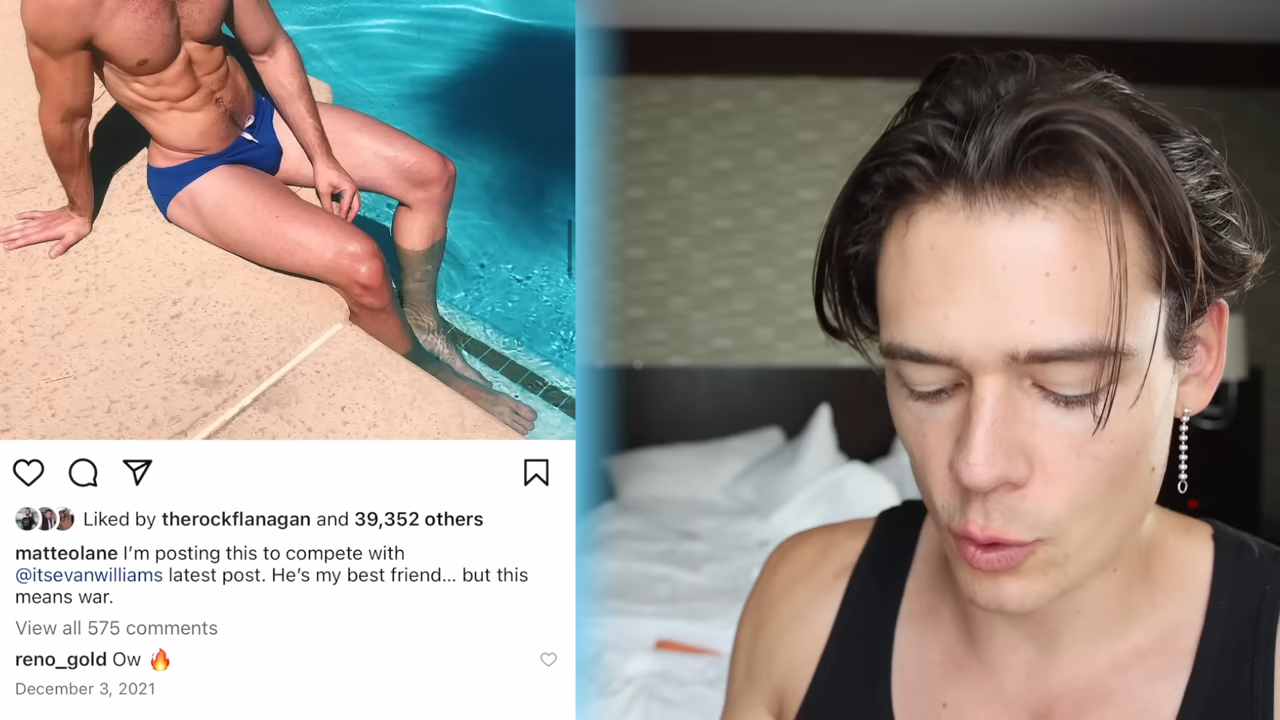 Liked by therockflanagan and 39,352 others
matteolane I’m posting this to compete with
@itsevanwilliams latest post. He’s my best friend... but this
means war.
View all 575 comments
reno_gold Ow 🔥
December 3, 2021